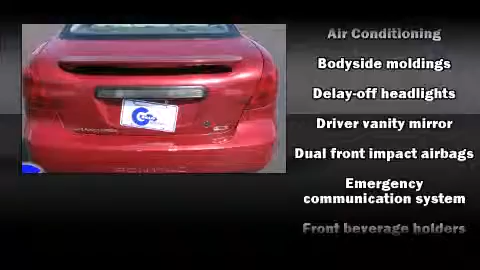 Air Conditioning
Bodyside moldings
Delay-off headlights
Driver vanity mirror
Dual front impact airbags
Emergency
communication system
Front beverage holders
PONTIAC